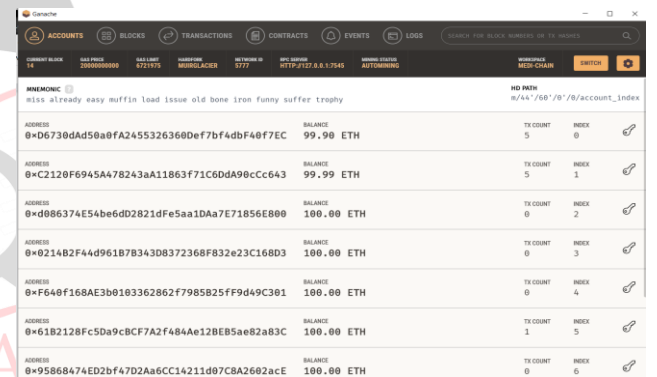 Ganache
ACCOUNTS BLOCKS TRANSACTIONS CONTRACTS EVENTS LOGS SEARCH FOR BLOCK NUMBERS OR TX HASHES
CURRENT BLOCK GAS PRICE GAS LIMIT HARDFORK NETWORK ID RPC SERVER MINING STATUS WORKSPACE
14 20000000000 6721975 MUIRGLACIER 5777 HTTP://127.0.0.1:7545 AUTOMINING MEDI-CHAIN SWITCH
MNEMONIC ? HD PATH
miss already easy muffin load issue old bone iron funny suffer trophy m/44'/60'/0'/0/account_index
ADDRESS BALANCE TX COUNT INDEX
0×D6730dAd50a0fA2455326360Def7bf4dbF40f7EC 99.90 ETH 5 0
ADDRESS BALANCE TX COUNT INDEX
0×C2120F6945A478243aA11863f71C6DdA90cCc643 99.99 ETH 5 1
ADDRESS BALANCE TX COUNT INDEX
0×d086374E54be6dD2821dFe5aa1DAa7E71856E800 100.00 ETH 0 2
ADDRESS BALANCE TX COUNT INDEX
0×0214B2F44d961B7B343D8372368F832e23C168D3 100.00 ETH 0 3
ADDRESS BALANCE TX COUNT INDEX
0×F640f168AE3b0103362862f7985B25fF9d49C301 100.00 ETH 0 4
ADDRESS BALANCE TX COUNT INDEX
0×61B2128Fc5Da9cBCF7A2f484Ae12BEB5ae82a83C 100.00 ETH 1 5
ADDRESS BALANCE TX COUNT INDEX
0×95868474ED2bf47D2Aa6CC14211d07C8A2602acE 100.00 ETH 0 6